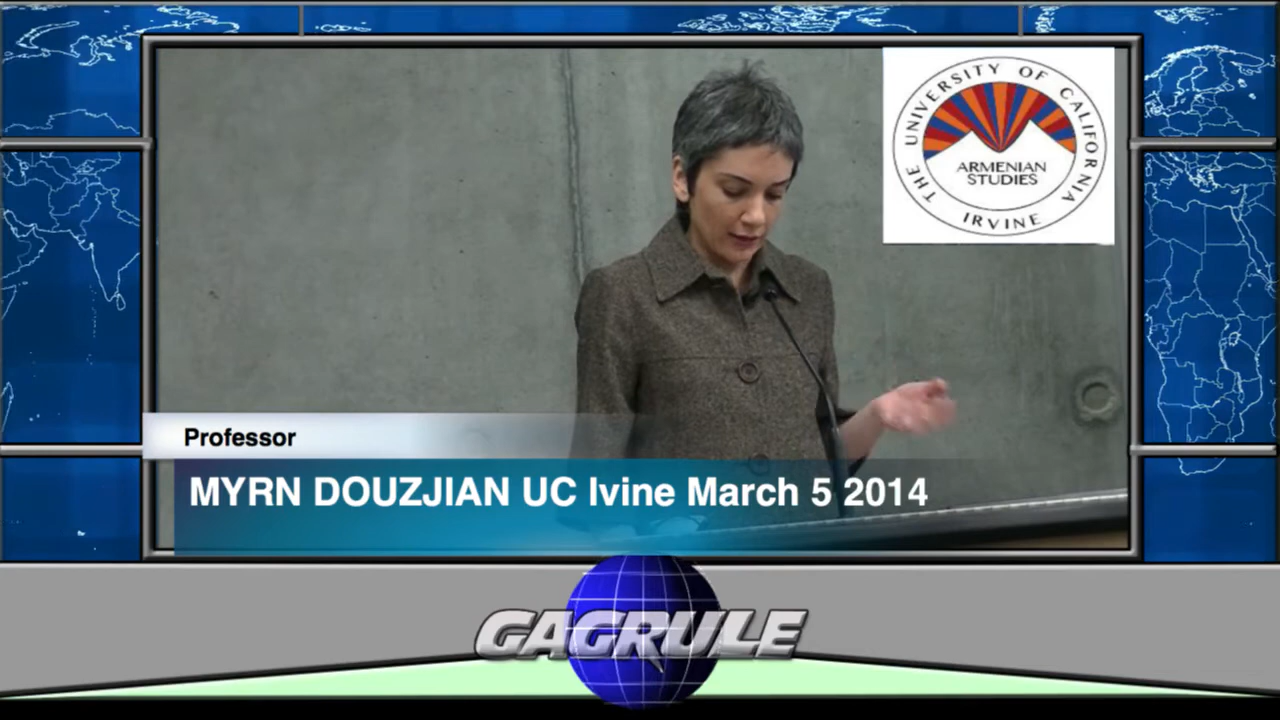 THE UNIVERSITY OF CALIFORNIA
ARMENIAN
STUDIES
IRVINE
Professor
MYRN DOUZJIAN UC Ivine March 5 2014
GAGRULE